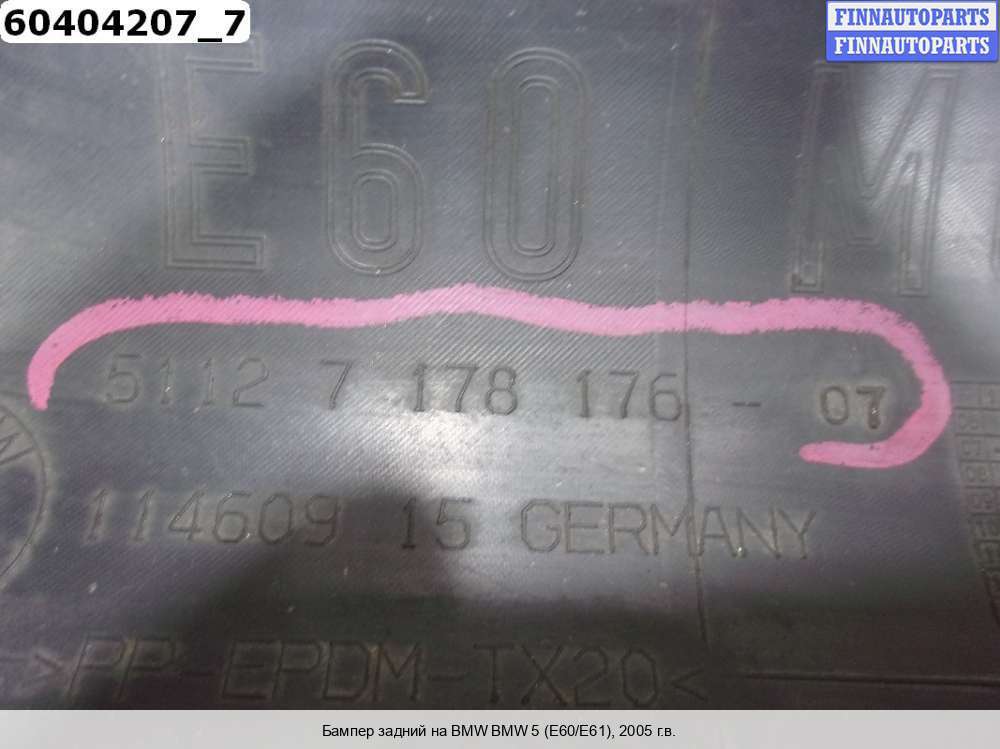 60404207_7
FINNAUTOPARTS
FINNAUTOPARTS
E60 M
5112 7 178 176 - 07
114609 15 GERMANY
>PP-EPDM-TX20<
Бампер задний на BMW BMW 5 (E60/E61), 2005 г.в.